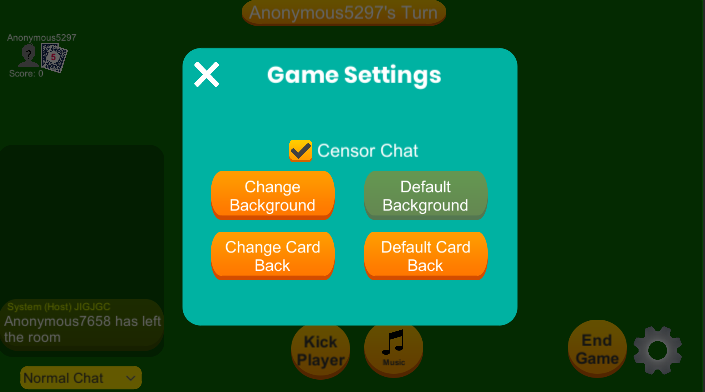 Anonymous5297's Turn
Anonymous5297
5
Score: 0
Game Settings
Censor Chat
Change
Background
Default
Background
Change Card
Back
Default Card
Back
System (Host) JIGJGC
Anonymous7658 has left
the room
Normal Chat
Kick
Player
Music
End
Game